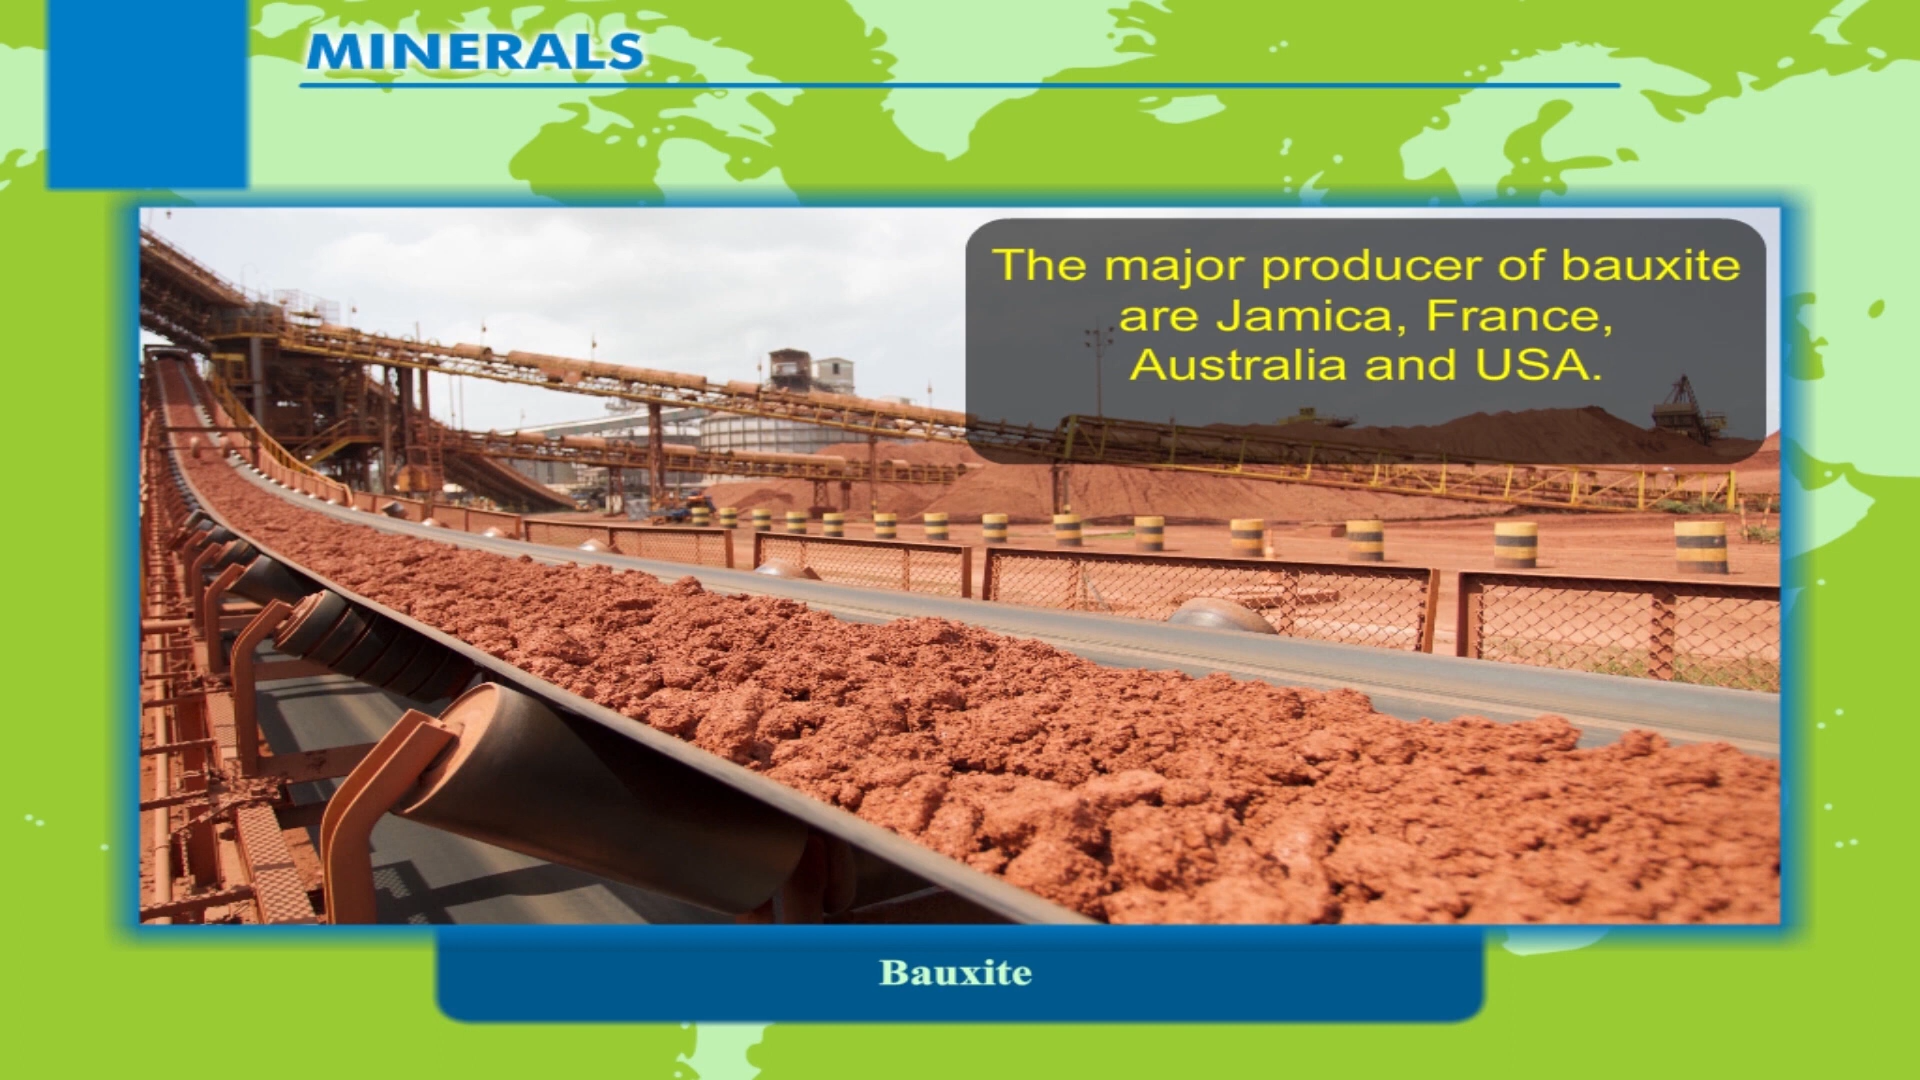 MINERALS
The major producer of bauxite
are Jamica, France,
Australia and USA.
Bauxite